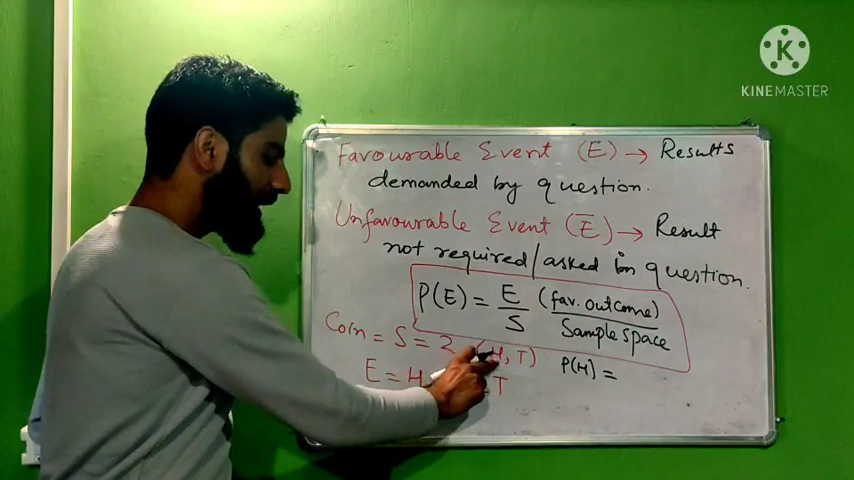 K
KINEMASTER
Favourable Event (E) → Results
demanded by question.
Unfavourable Event (E̅) → Result
not required/asked in question.
P(E) = E/S (fav. outcome)/Sample space
Coin = S = 2 (H, T)
E = H = T
P(H) =